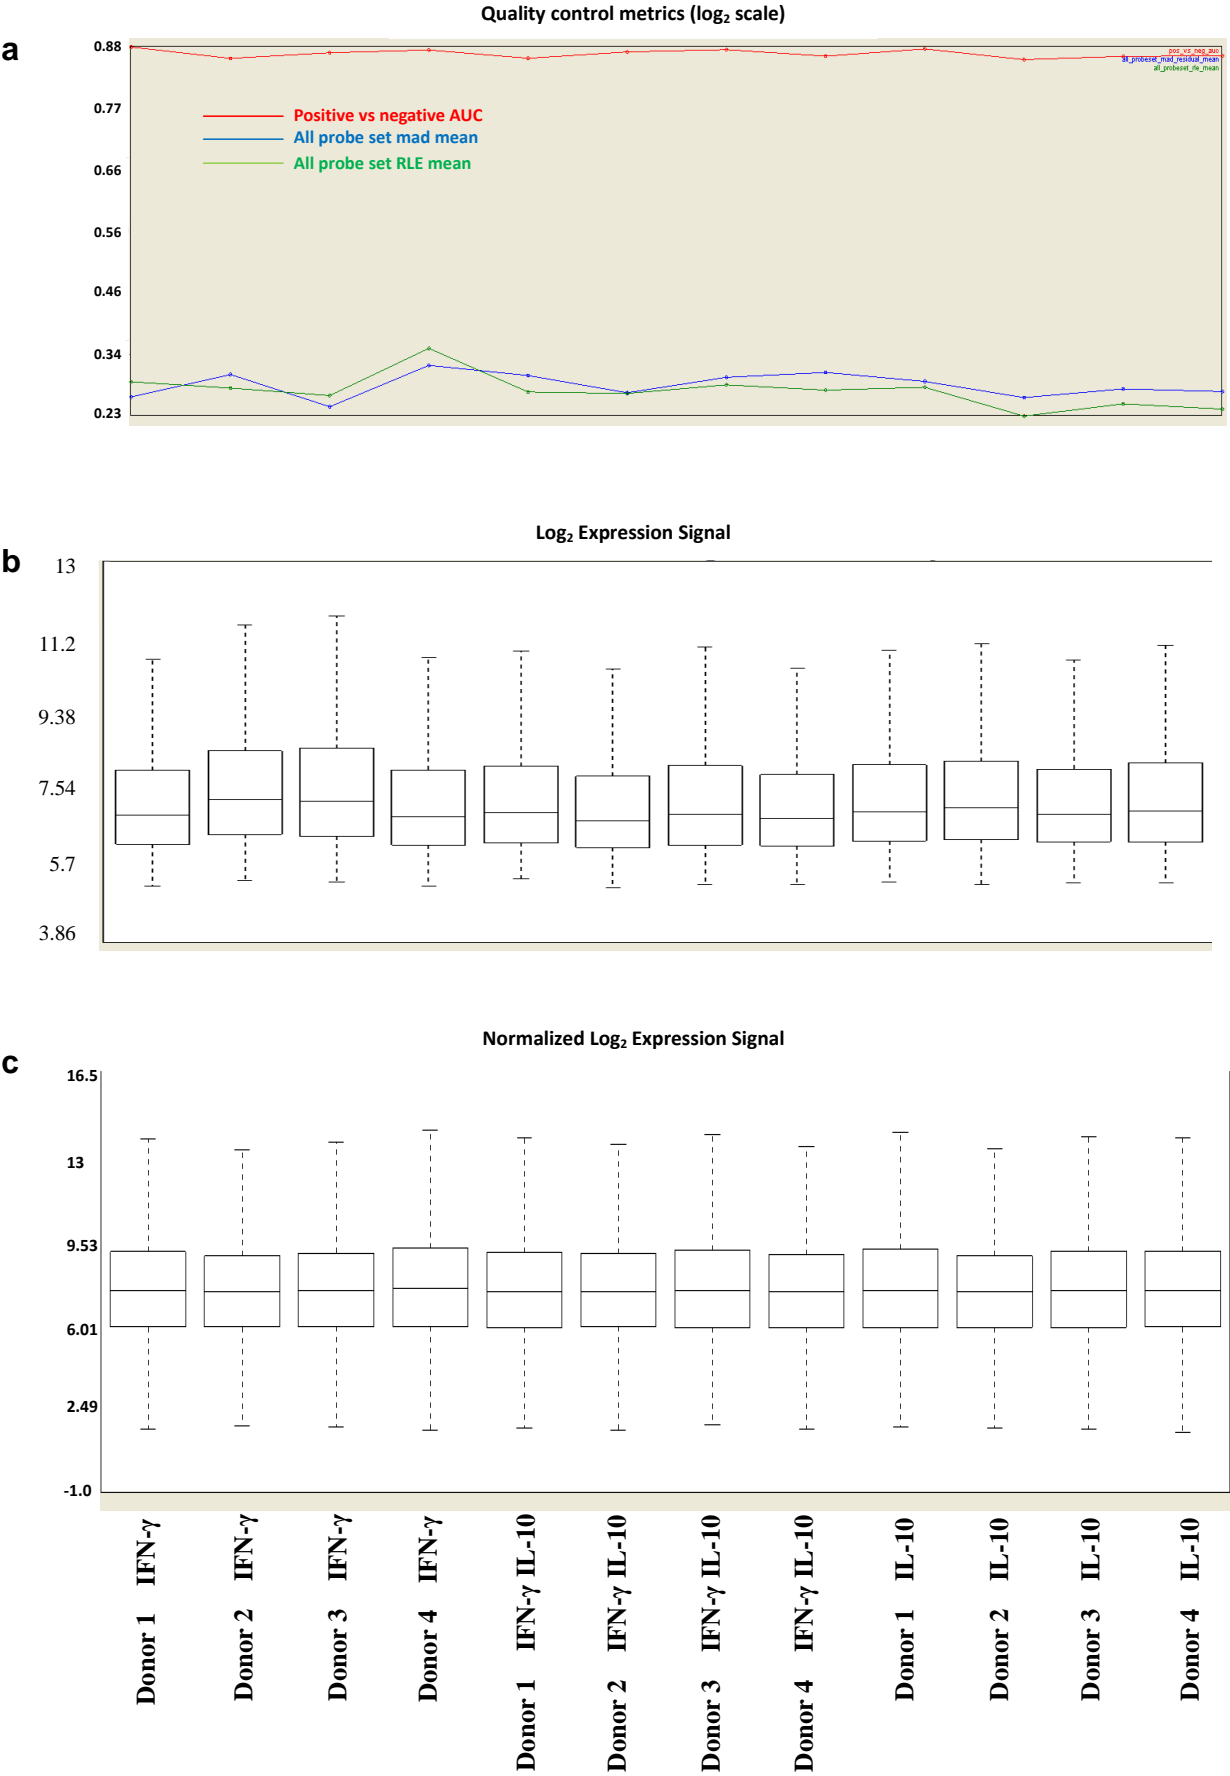 Quality control metrics (log₂ scale)
a
0.88
pos_vs_neg_auc
all_probeset_mad_residual_mean
all_probeset_rle_mean
0.77
Positive vs negative AUC
All probe set mad mean
All probe set RLE mean
0.66
0.56
0.46
0.34
0.23
Log₂ Expression Signal
b
13
11.2
9.38
7.54
5.7
3.86
Normalized Log₂ Expression Signal
c
16.5
13
9.53
6.01
2.49
-1.0
Donor 1 IFN-γ
Donor 2 IFN-γ
Donor 3 IFN-γ
Donor 4 IFN-γ
Donor 1 IFN-γ IL-10
Donor 2 IFN-γ IL-10
Donor 3 IFN-γ IL-10
Donor 4 IFN-γ IL-10
Donor 1 IL-10
Donor 2 IL-10
Donor 3 IL-10
Donor 4 IL-10